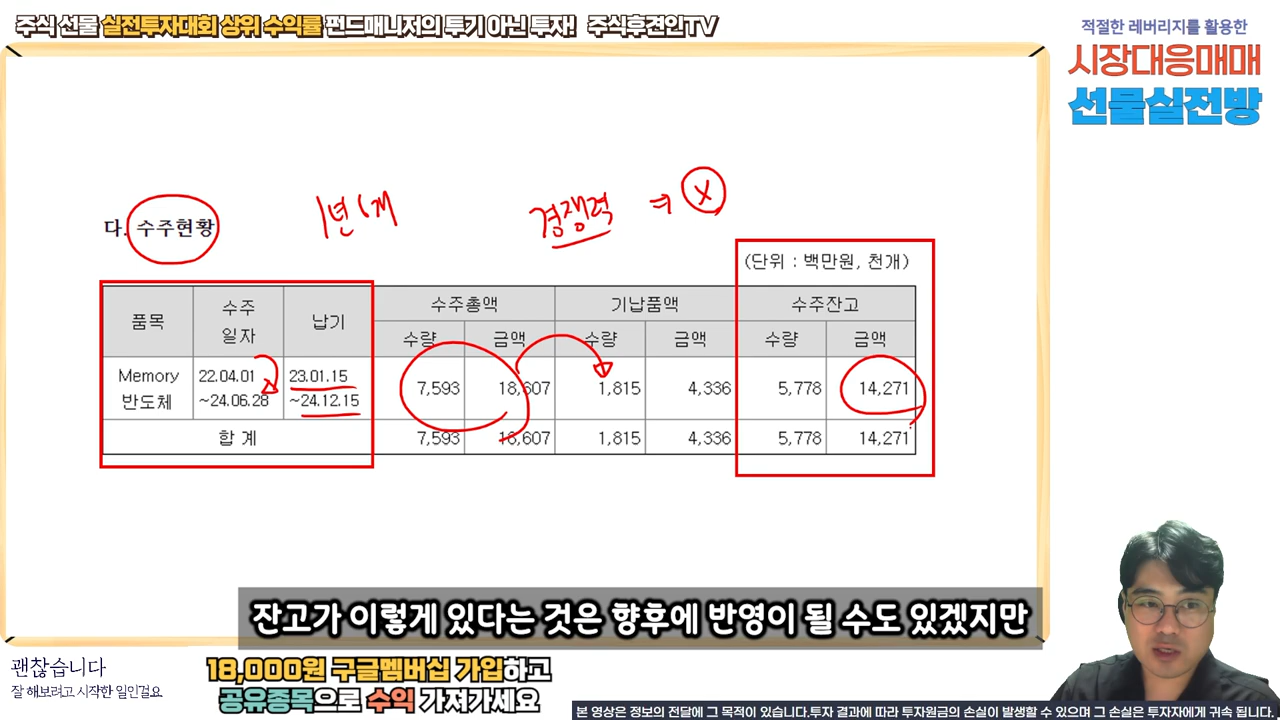 주식 선물 실전투자대회 상위 수익률 펀드매니저의 투기 아닌 투자! 주식후견인TV
적절한 레버리지를 활용한
시장대응매매
선물실전방
1년 6개
경쟁력 ⇒ X
다. 수주현황
(단위 : 백만원, 천개)
품목 수주 일자 납기 수주총액 기납품액 수주잔고
수량 금액 수량 금액 수량 금액
Memory 반도체 22.04.01 ~24.06.28 23.01.15 ~24.12.15 7,593 18,607 1,815 4,336 5,778 14,271
합 계 7,593 18,607 1,815 4,336 5,778 14,271
잔고가 이렇게 있다는 것은 향후에 반영이 될 수도 있겠지만
괜찮습니다
잘 해보려고 시작한 일인걸요
18,000원 구글멤버십 가입하고
공유종목으로 수익 가져가세요
본 영상은 정보의 전달에 그 목적이 있습니다.투자 결과에 따라 투자원금의 손실이 발생할 수 있으며 그 손실은 투자자에게 귀속 됩니다.